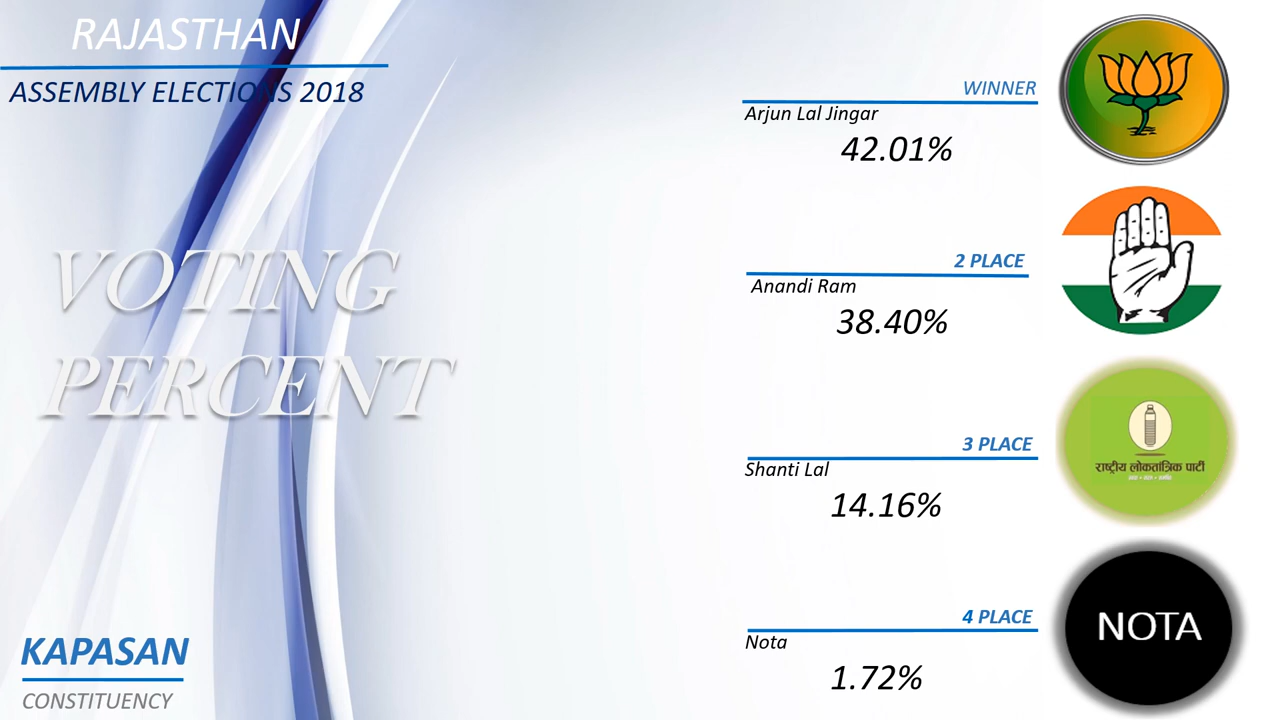 RAJASTHAN
ASSEMBLY ELECTIONS 2018
VOTING
PERCENT
KAPASAN
CONSTITUENCY
WINNER
Arjun Lal Jingar
42.01%
2 PLACE
Anandi Ram
38.40%
3 PLACE
Shanti Lal
14.16%
राष्ट्रीय लोकतांत्रिक पार्टी
4 PLACE
Nota
1.72%
NOTA